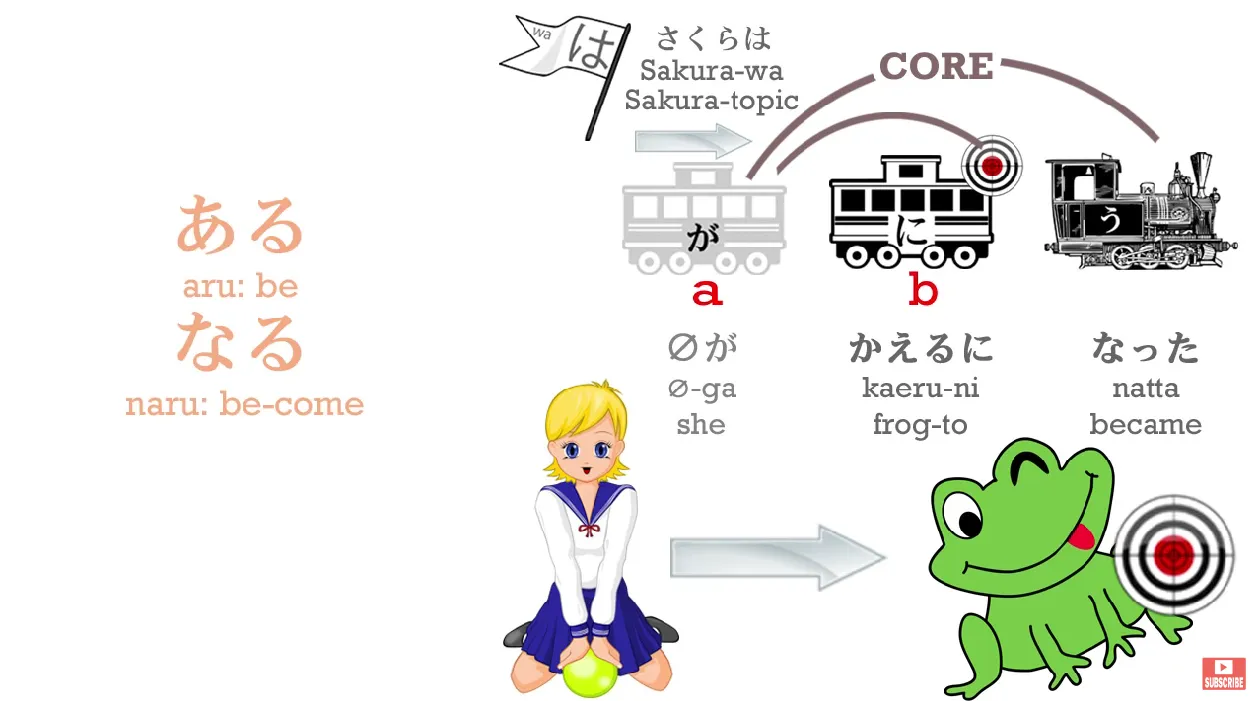 ある
aru: be
なる
naru: be-come
wa
は
さくらは
Sakura-wa
Sakura-topic
CORE
が
に
う
a
b
∅が
∅-ga
she
かえるに
kaeru-ni
frog-to
なった
natta
became
SUBSCRIBE